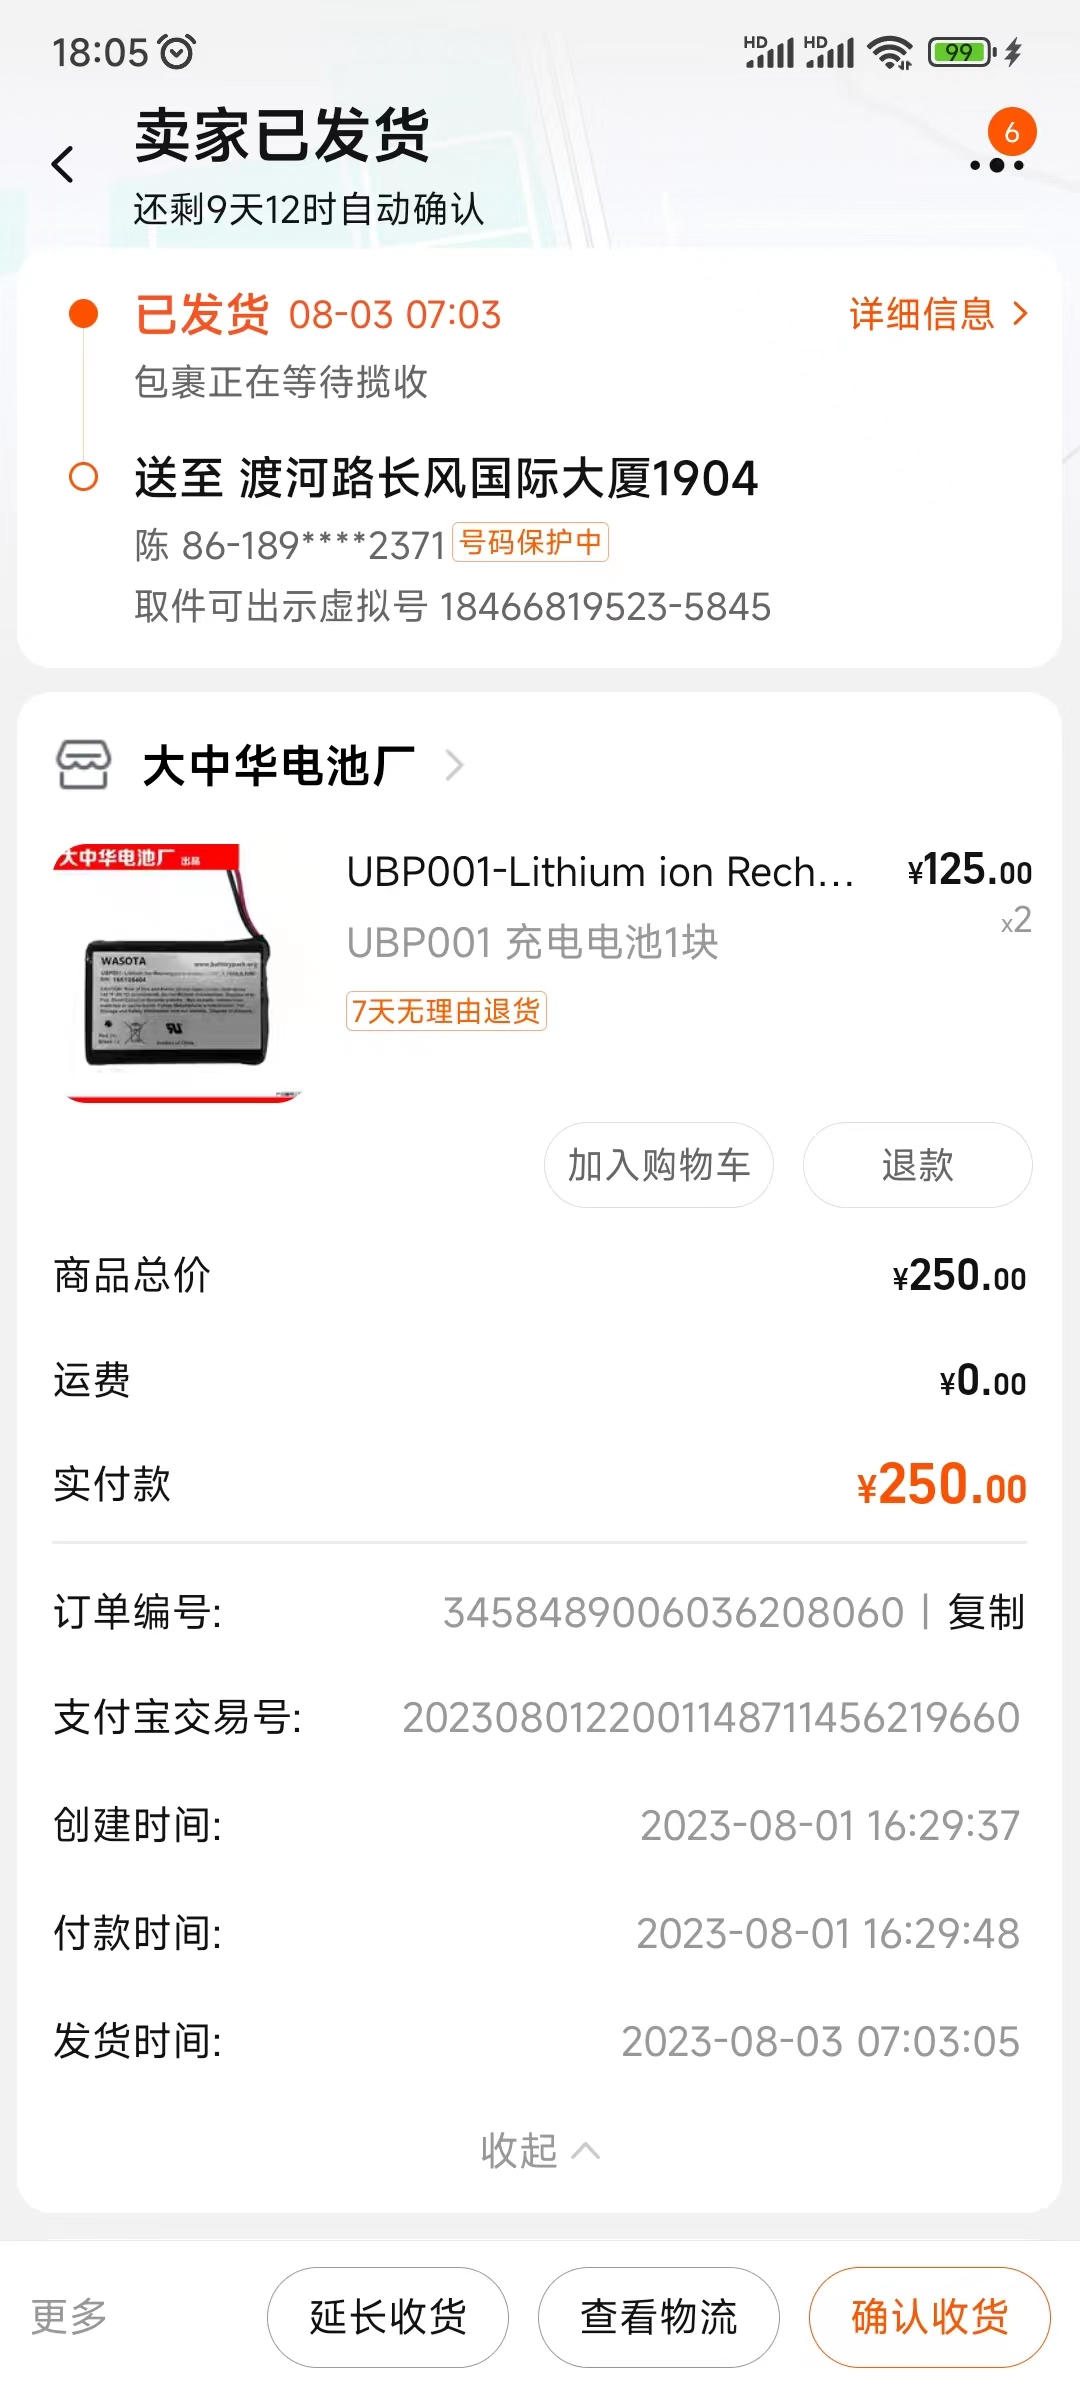 18:05
HD HD 99
卖家已发货
6
还剩9天12时自动确认
已发货 08-03 07:03 详细信息
包裹正在等待揽收
送至 渡河路长风国际大厦1904
陈 86-189****2371 号码保护中
取件可出示虚拟号 18466819523-5845
大中华电池厂
大中华电池厂 出品
WASOTA
UBP001-Lithium ion Rech... ¥125.00
x2
UBP001 充电电池1块
7天无理由退货
加入购物车 退款
商品总价 ¥250.00
运费 ¥0.00
实付款 ¥250.00
订单编号: 3458489006036208060 | 复制
支付宝交易号: 2023080122001148711456219660
创建时间: 2023-08-01 16:29:37
付款时间: 2023-08-01 16:29:48
发货时间: 2023-08-03 07:03:05
收起
更多 延长收货 查看物流 确认收货